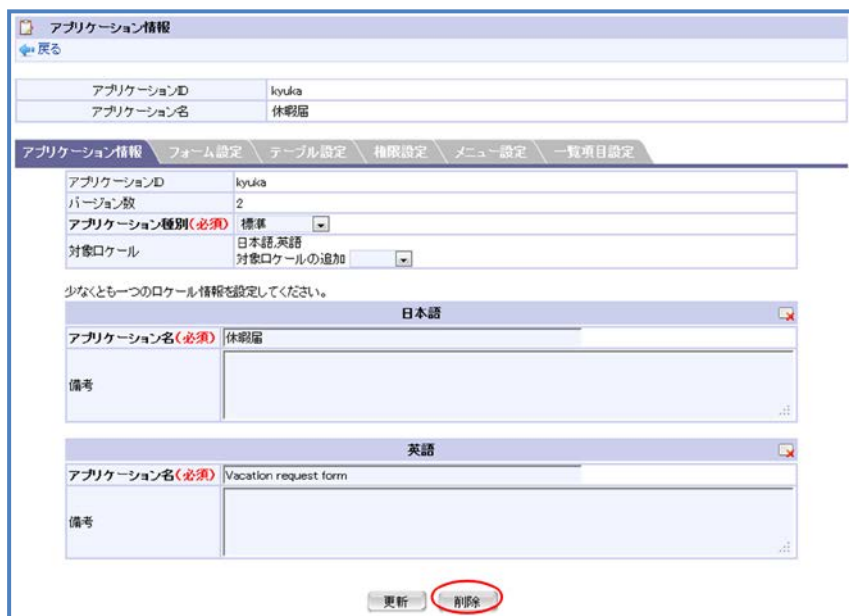 アプリケーション情報
戻る
アプリケーションID kyuka
アプリケーション名 休暇届
アプリケーション情報 フォーム設定 テーブル設定 権限設定 メニュー設定 一覧項目設定
アプリケーションID kyuka
バージョン数 2
アプリケーション種別(必須) 標準
対象ロケール 日本語,英語
対象ロケールの追加
少なくとも一つのロケール情報を設定してください。
日本語
アプリケーション名(必須) 休暇届
備考
英語
アプリケーション名(必須) Vacation request form
備考
更新 削除